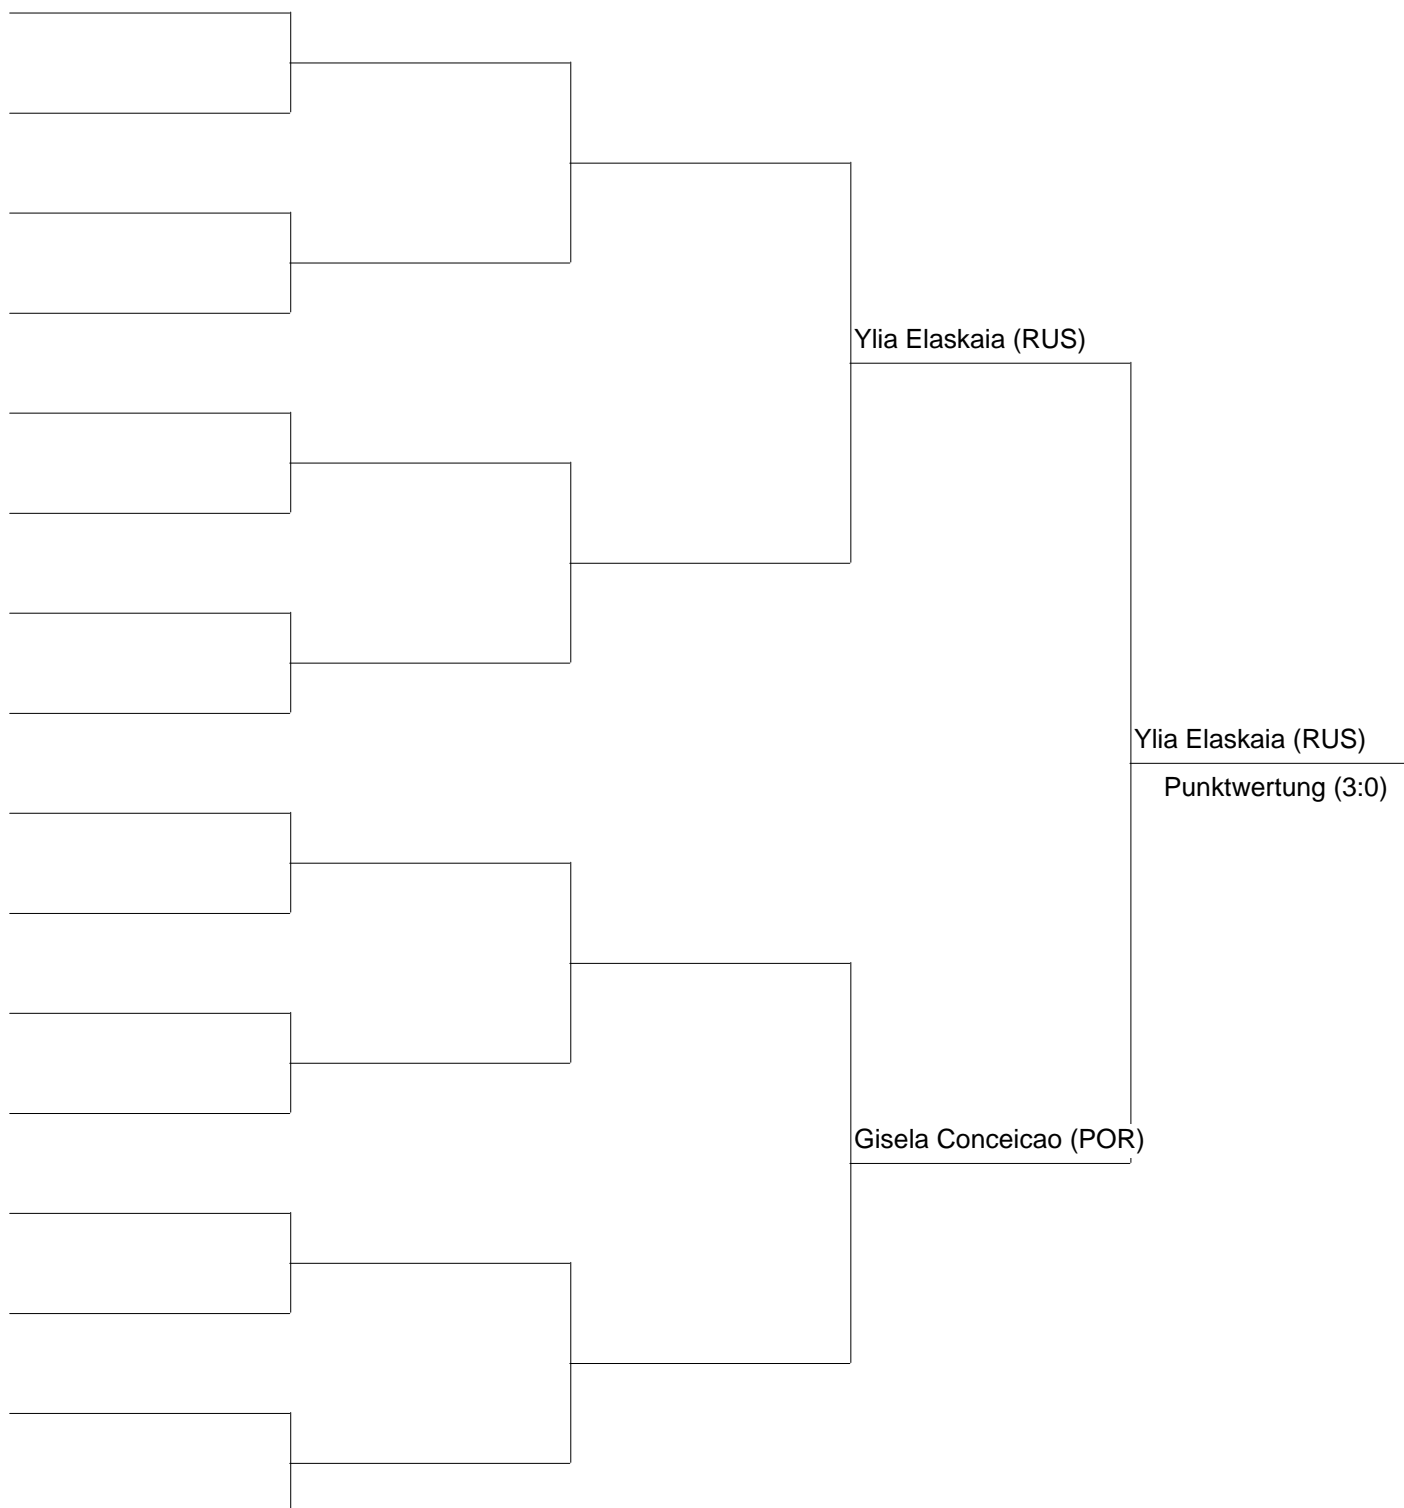 Ylia Elaskaia (RUS)
Ylia Elaskaia (RUS)
Punktwertung (3:0)
Gisela Conceicao (POR)